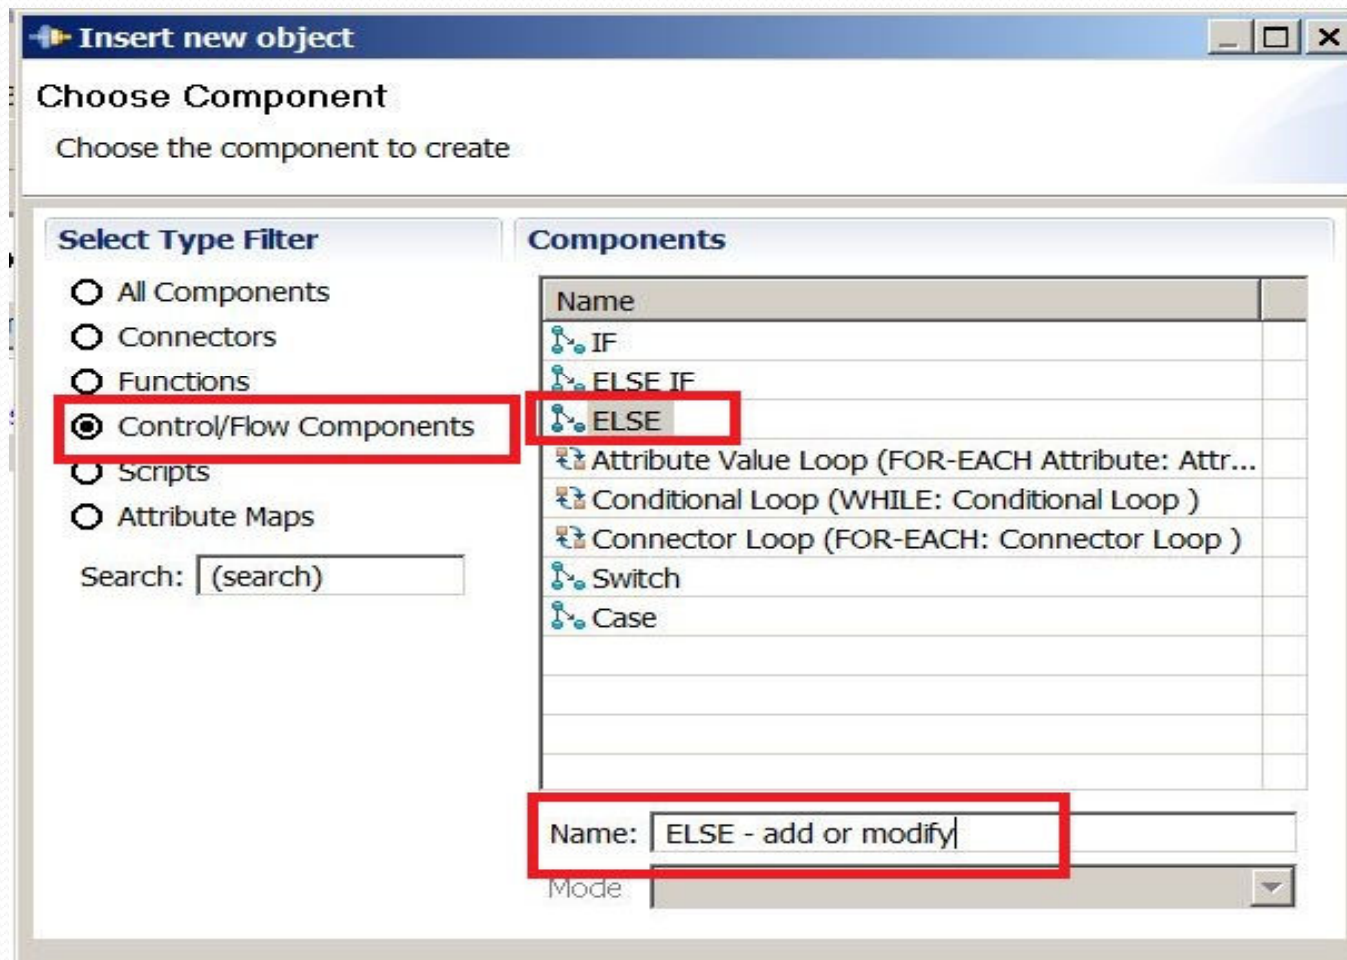 Insert new object
Choose Component
Choose the component to create
Select Type Filter
All Components
Connectors
Functions
Control/Flow Components
Scripts
Attribute Maps
Search: (search)
Components
Name
IF
ELSE IF
ELSE
Attribute Value Loop (FOR-EACH Attribute: Attr...
Conditional Loop (WHILE: Conditional Loop )
Connector Loop (FOR-EACH: Connector Loop )
Switch
Case
Name: ELSE - add or modify
Mode